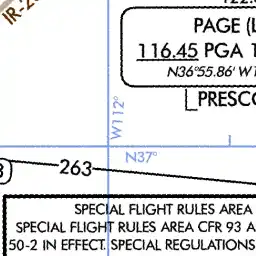 IR-2
PAGE (L
116.45 PGA 1
N36°55.86' W1
PRESC
W112°
N37°
263
SPECIAL FLIGHT RULES AREA
SPECIAL FLIGHT RULES AREA CFR 93 A
50-2 IN EFFECT. SPECIAL REGULATIONS